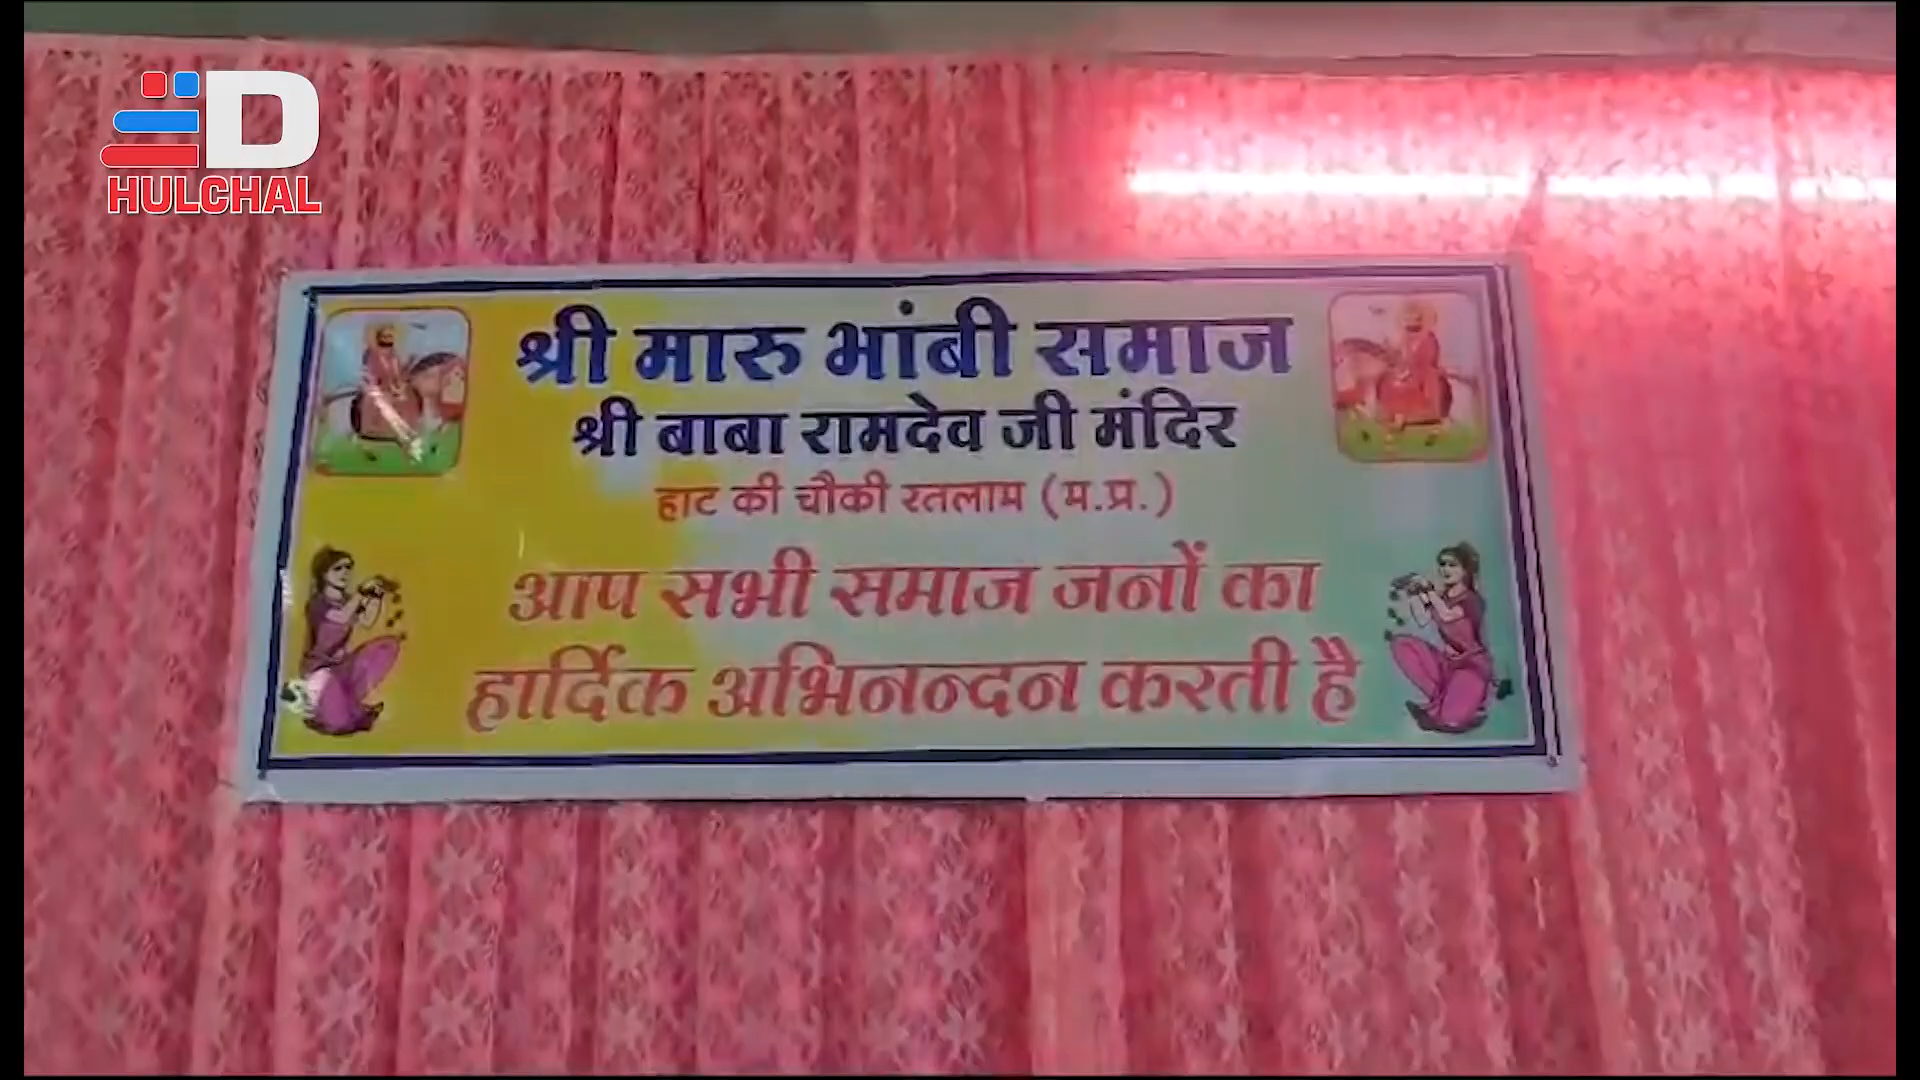 D
HULCHAL
श्री मारु भांबी समाज
श्री बाबा रामदेव जी मंदिर
हाट की चौकी रतलाम (म.प्र.)
आप सभी समाज जनों का
हार्दिक अभिनन्दन करती है